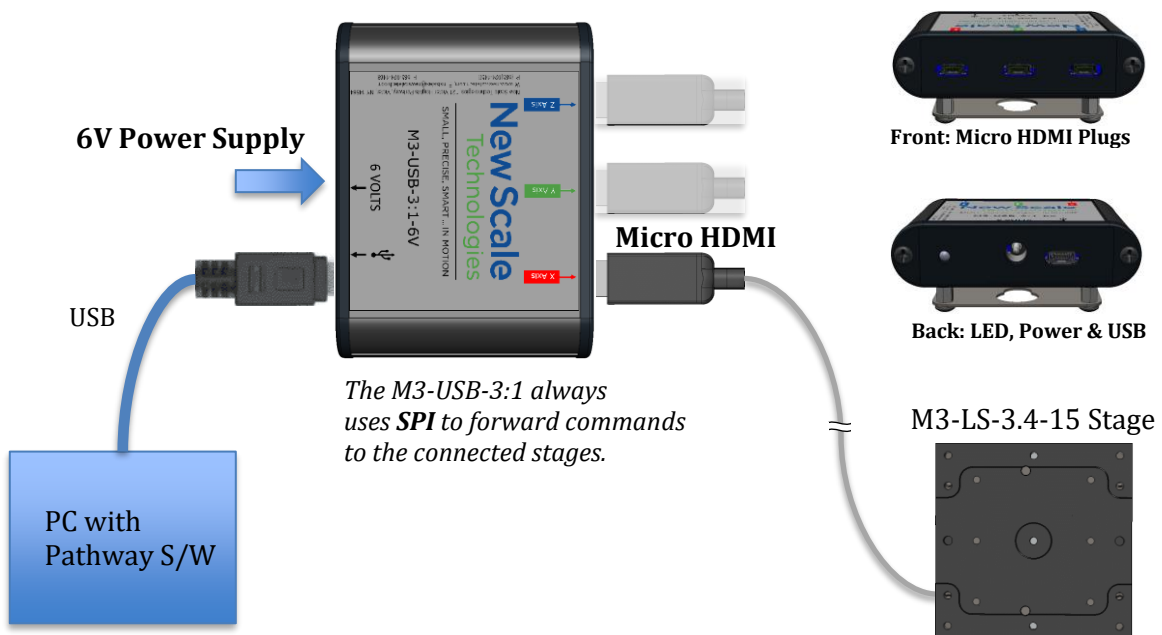 6V Power Supply
USB
PC with
Pathway S/W
Z Axis
Y Axis
X Axis
New Scale
Technologies
SMALL, PRECISE, SMART ... IN MOTION
M3-USB-3:1-6V
6 VOLTS
Micro HDMI
The M3-USB-3:1 always
uses SPI to forward commands
to the connected stages.
Front: Micro HDMI Plugs
New Scale
Back: LED, Power & USB
M3-LS-3.4-15 Stage